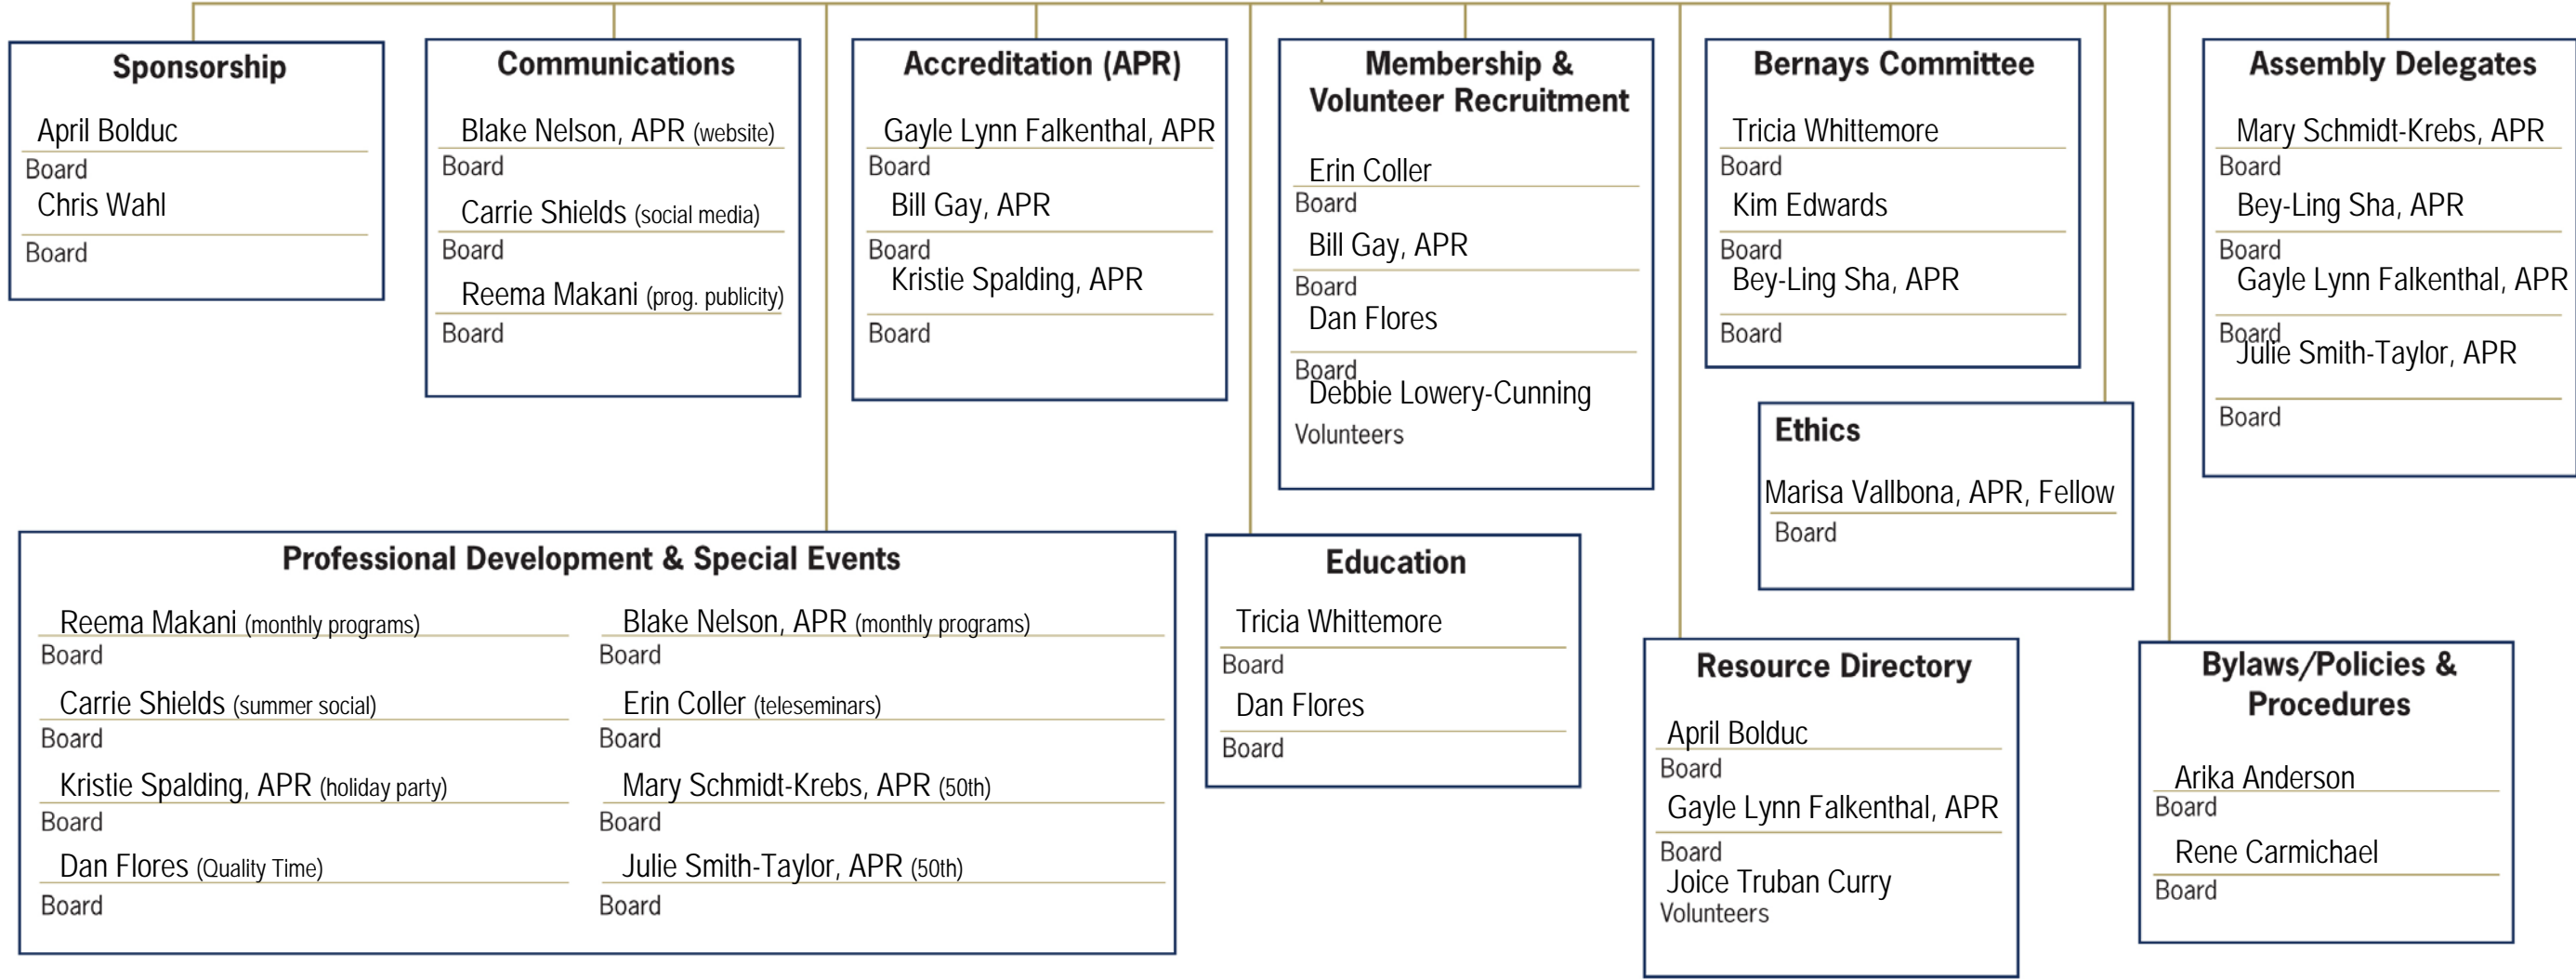 Sponsorship
April Bolduc
Board
Chris Wahl
Board
Communications
Blake Nelson, APR (website)
Board
Carrie Shields (social media)
Board
Reema Makani (prog. publicity)
Board
Accreditation (APR)
Gayle Lynn Falkenthal, APR
Board
Bill Gay, APR
Board
Kristie Spalding, APR
Board
Membership &
Volunteer Recruitment
Erin Coller
Board
Bill Gay, APR
Board
Dan Flores
Board
Debbie Lowery-Cunning
Volunteers
Bernays Committee
Tricia Whittemore
Board
Kim Edwards
Board
Bey-Ling Sha, APR
Board
Assembly Delegates
Mary Schmidt-Krebs, APR
Board
Bey-Ling Sha, APR
Board
Gayle Lynn Falkenthal, APR
Board
Julie Smith-Taylor, APR
Board
Ethics
Marisa Vallbona, APR, Fellow
Board
Professional Development & Special Events
Reema Makani (monthly programs)
Board
Carrie Shields (summer social)
Board
Kristie Spalding, APR (holiday party)
Board
Dan Flores (Quality Time)
Board
Blake Nelson, APR (monthly programs)
Board
Erin Coller (teleseminars)
Board
Mary Schmidt-Krebs, APR (50th)
Board
Julie Smith-Taylor, APR (50th)
Board
Education
Tricia Whittemore
Board
Dan Flores
Board
Resource Directory
April Bolduc
Board
Gayle Lynn Falkenthal, APR
Board
Joice Truban Curry
Volunteers
Bylaws/Policies &
Procedures
Arika Anderson
Board
Rene Carmichael
Board